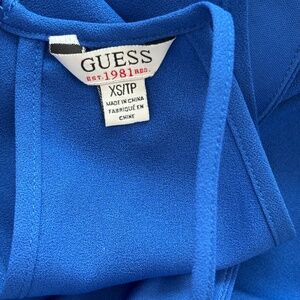 GUESS
EST. 1981 REG.
XS/TP
MADE IN CHINA
FABRIQUÉ EN
CHINE